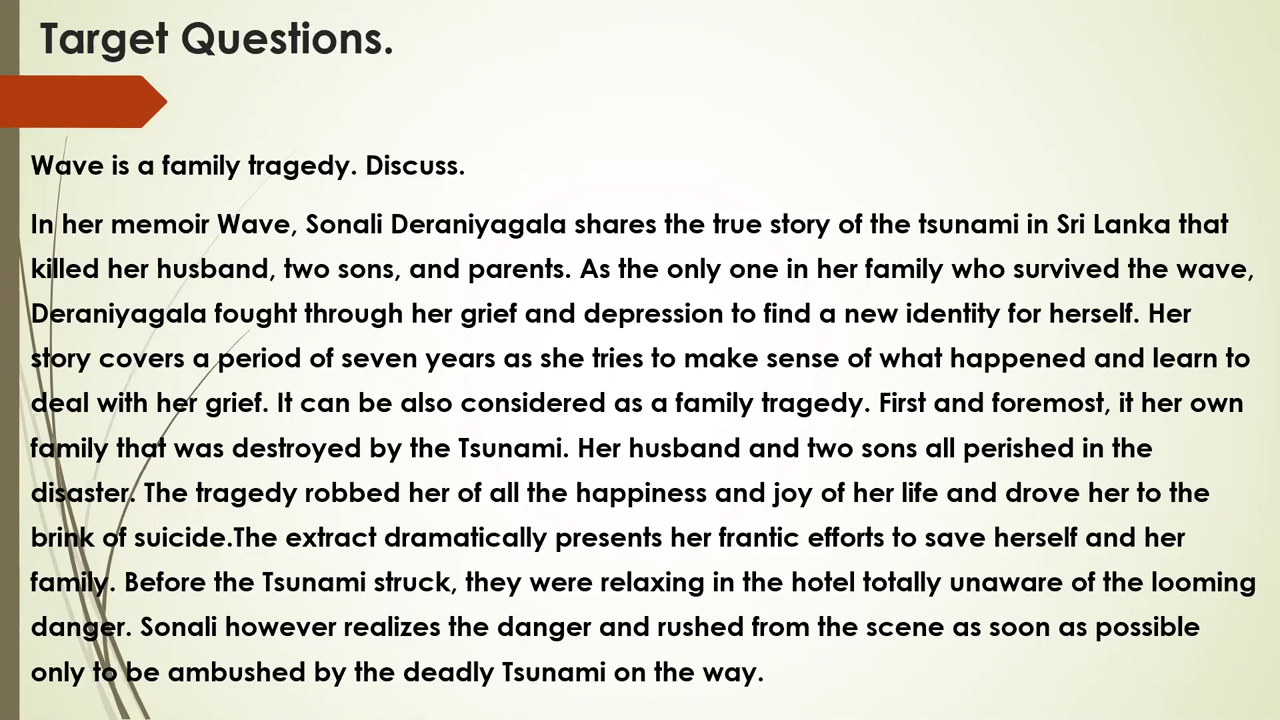 Target Questions.
Wave is a family tragedy. Discuss.
In her memoir Wave, Sonali Deraniyagala shares the true story of the tsunami in Sri Lanka that
killed her husband, two sons, and parents. As the only one in her family who survived the wave,
Deraniyagala fought through her grief and depression to find a new identity for herself. Her
story covers a period of seven years as she tries to make sense of what happened and learn to
deal with her grief. It can be also considered as a family tragedy. First and foremost, it her own
family that was destroyed by the Tsunami. Her husband and two sons all perished in the
disaster. The tragedy robbed her of all the happiness and joy of her life and drove her to the
brink of suicide.The extract dramatically presents her frantic efforts to save herself and her
family. Before the Tsunami struck, they were relaxing in the hotel totally unaware of the looming
danger. Sonali however realizes the danger and rushed from the scene as soon as possible
only to be ambushed by the deadly Tsunami on the way.